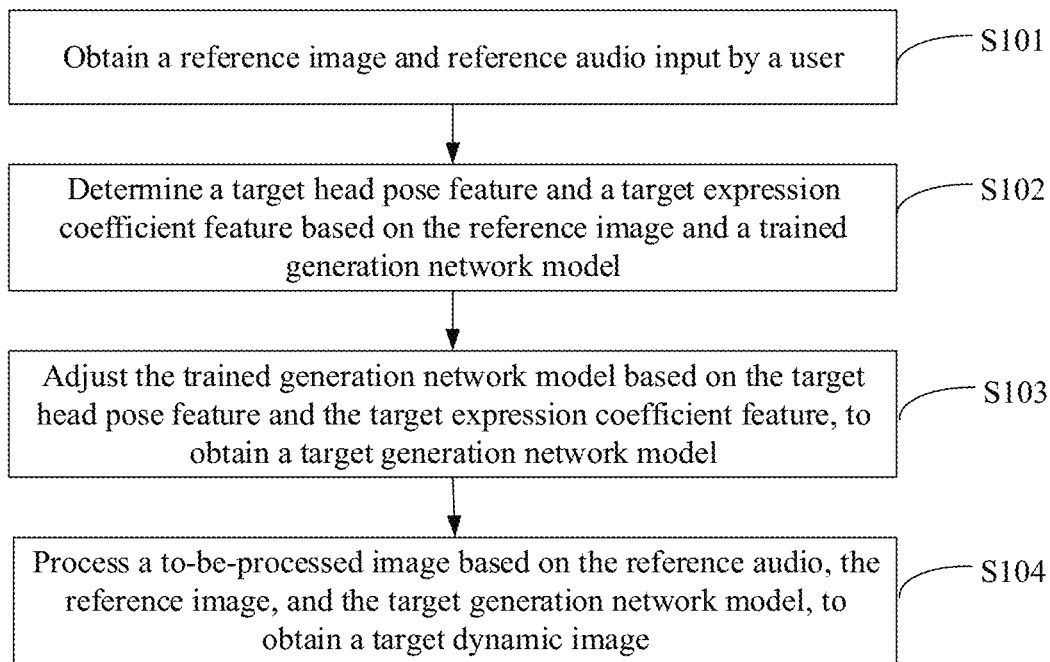 Obtain a reference image and reference audio input by a user
S101
Determine a target head pose feature and a target expression
coefficient feature based on the reference image and a trained
generation network model
S102
Adjust the trained generation network model based on the target
head pose feature and the target expression coefficient feature, to
obtain a target generation network model
S103
Process a to-be-processed image based on the reference audio, the
reference image, and the target generation network model, to
obtain a target dynamic image
S104